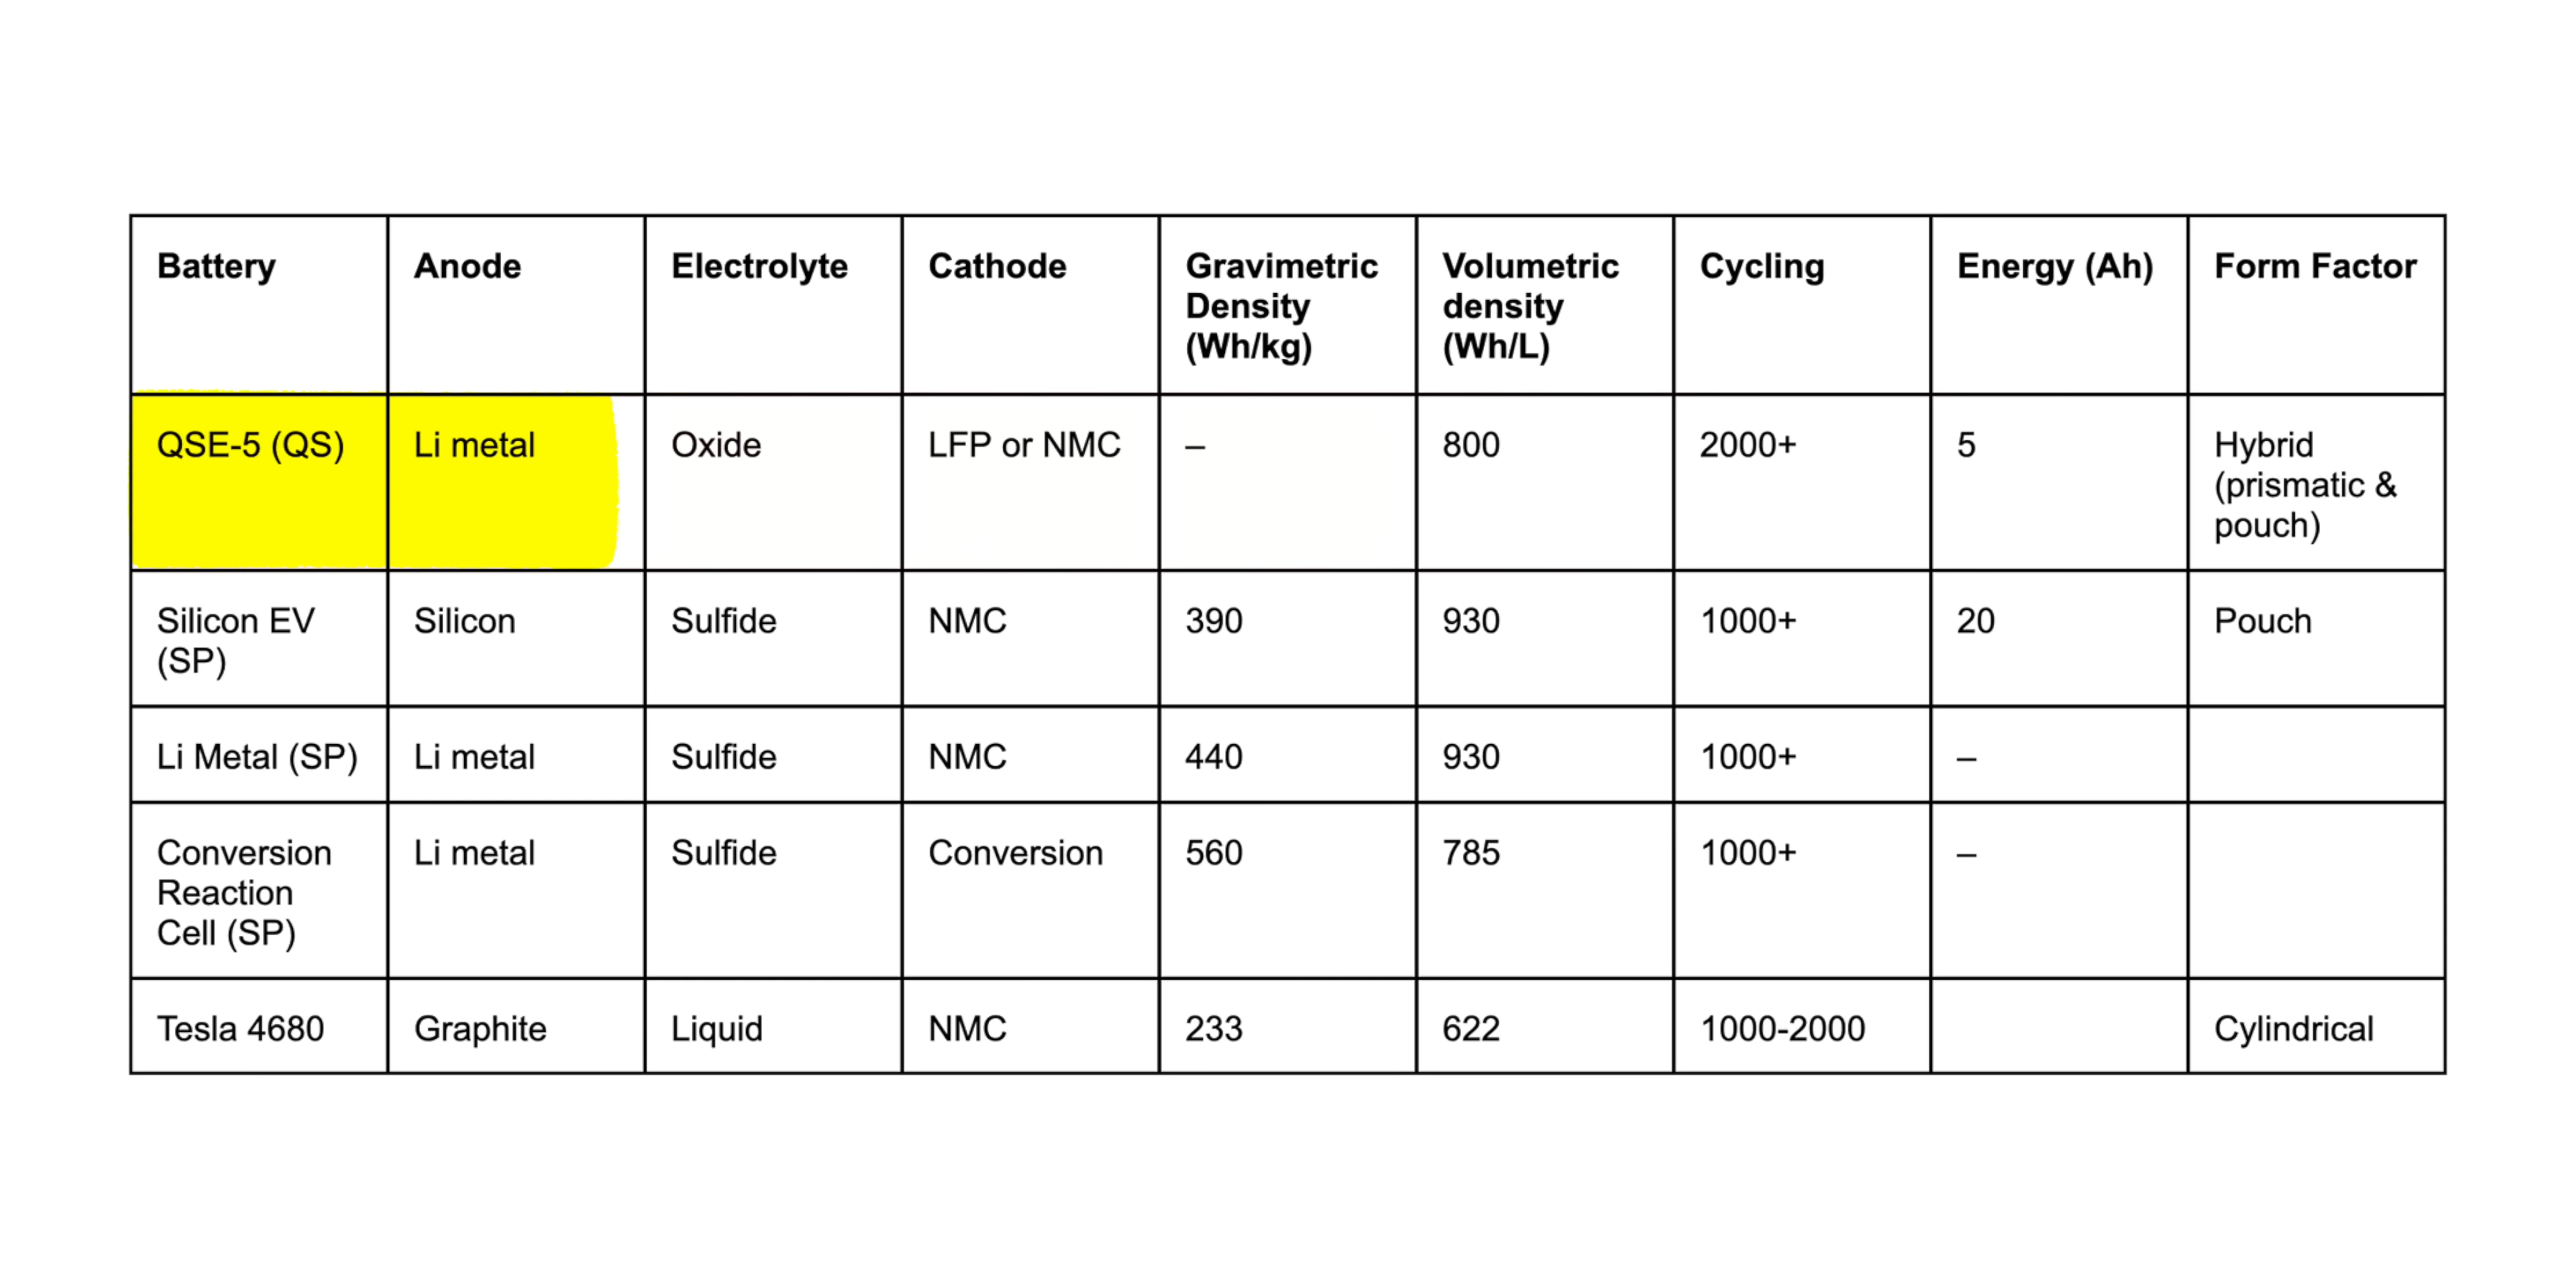 Battery Anode Electrolyte Cathode Gravimetric Density (Wh/kg) Volumetric density (Wh/L) Cycling Energy (Ah) Form Factor
QSE-5 (QS) Li metal Oxide LFP or NMC – 800 2000+ 5 Hybrid (prismatic & pouch)
Silicon EV (SP) Silicon Sulfide NMC 390 930 1000+ 20 Pouch
Li Metal (SP) Li metal Sulfide NMC 440 930 1000+ –
Conversion Reaction Cell (SP) Li metal Sulfide Conversion 560 785 1000+ –
Tesla 4680 Graphite Liquid NMC 233 622 1000-2000 Cylindrical